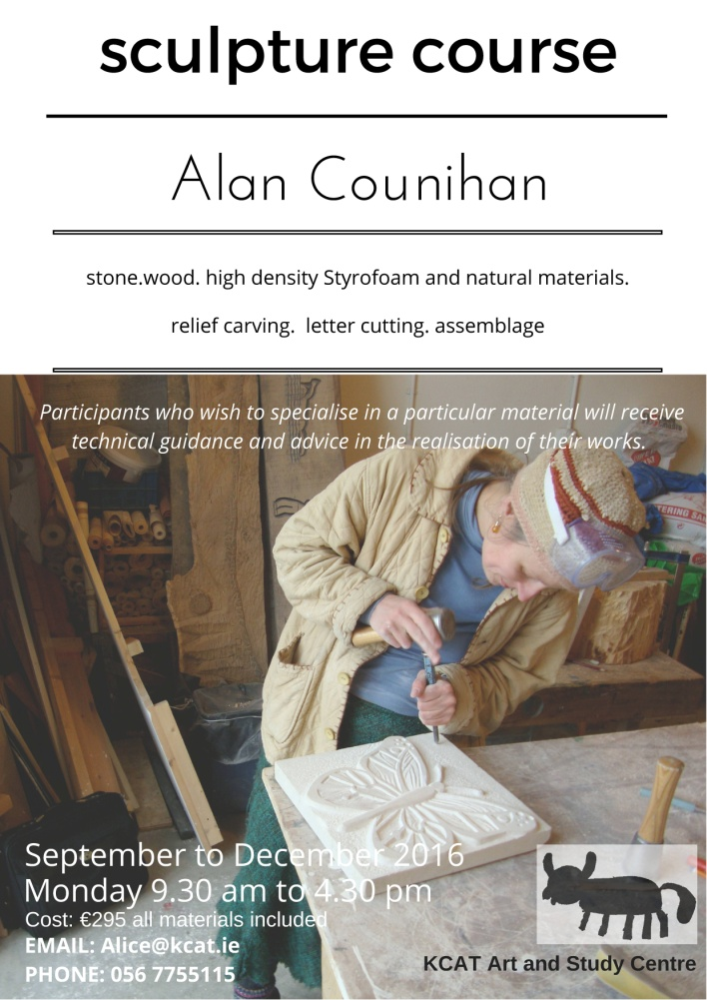 sculpture course
Alan Counihan
stone.wood. high density Styrofoam and natural materials.
relief carving.  letter cutting. assemblage
Participants who wish to specialise in a particular material will receive
technical guidance and advice in the realisation of their works.
September to December 2016
Monday 9.30 am to 4.30 pm
Cost: €295 all materials included
EMAIL: Alice@kcat.ie
PHONE: 056 7755115
KCAT Art and Study Centre